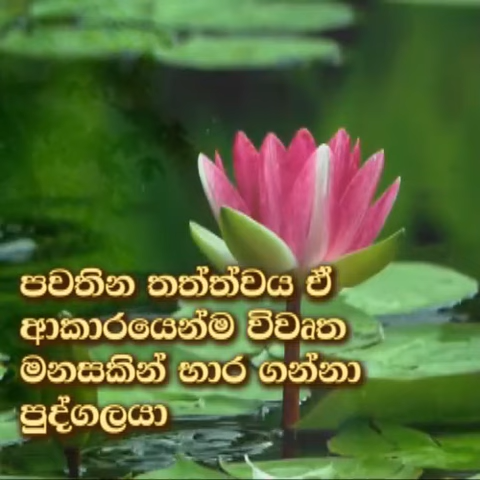 පවතින තත්ත්වය ඒ
ආකාරයෙන්ම විවෘත
මනසකින් භාර ගන්නා
පුද්ගලයා